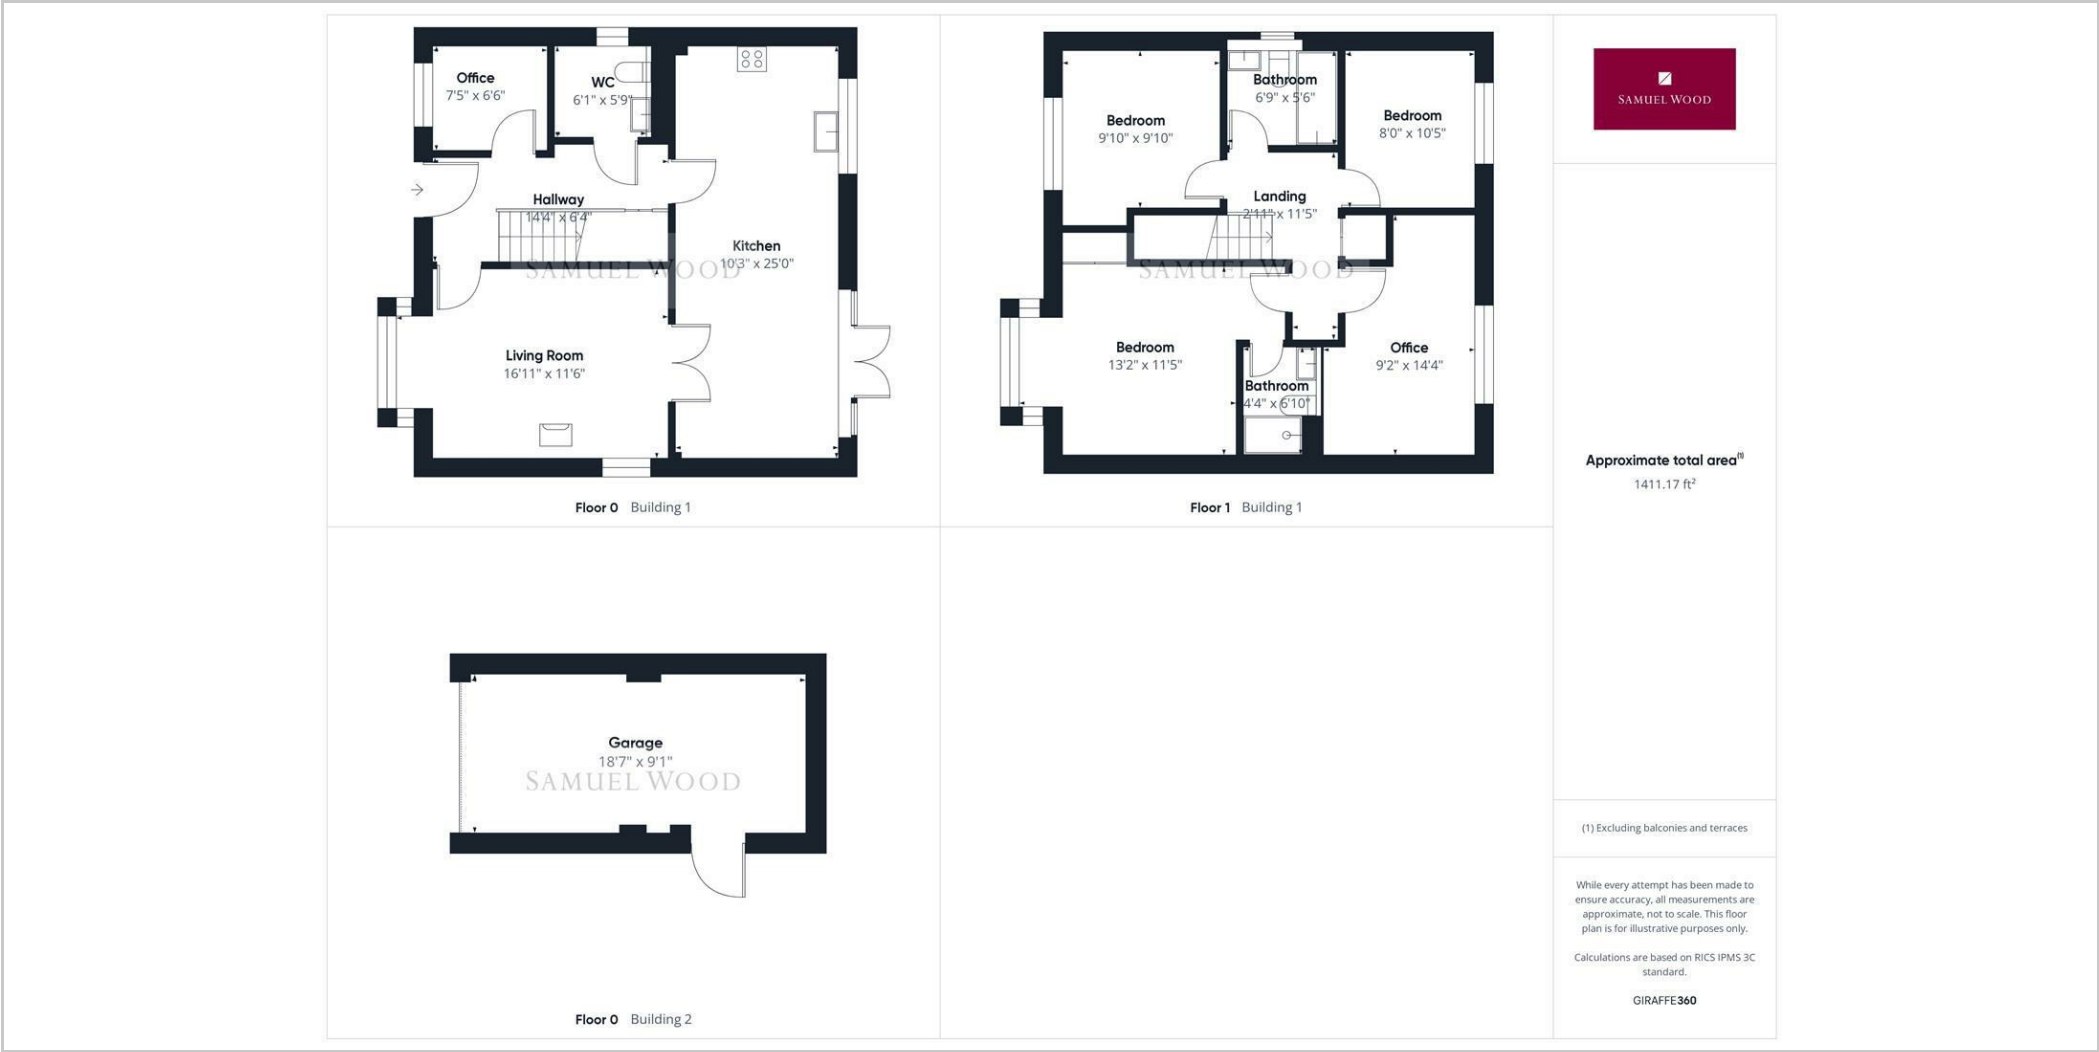 Office
7'5" x 6'6"
WC
6'1" x 5'9"
Hallway
14'4" x 6'4"
Kitchen
10'3" x 25'0"
SAMUEL WOOD
Living Room
16'11" x 11'6"
Floor 0 Building 1
Bedroom
9'10" x 9'10"
Bathroom
6'9" x 5'6"
Bedroom
8'0" x 10'5"
Landing
2'11" x 11'5"
SAMUEL WOOD
Bedroom
13'2" x 11'5"
Bathroom
4'4" x 6'10"
Office
9'2" x 14'4"
Floor 1 Building 1
Garage
18'7" x 9'1"
SAMUEL WOOD
Floor 0 Building 2
SAMUEL WOOD
Approximate total area⁽¹⁾
1411.17 ft²
(1) Excluding balconies and terraces
While every attempt has been made to
ensure accuracy, all measurements are
approximate, not to scale. This floor
plan is for illustrative purposes only.
Calculations are based on RICS IPMS 3C
standard.
GIRAFFE360